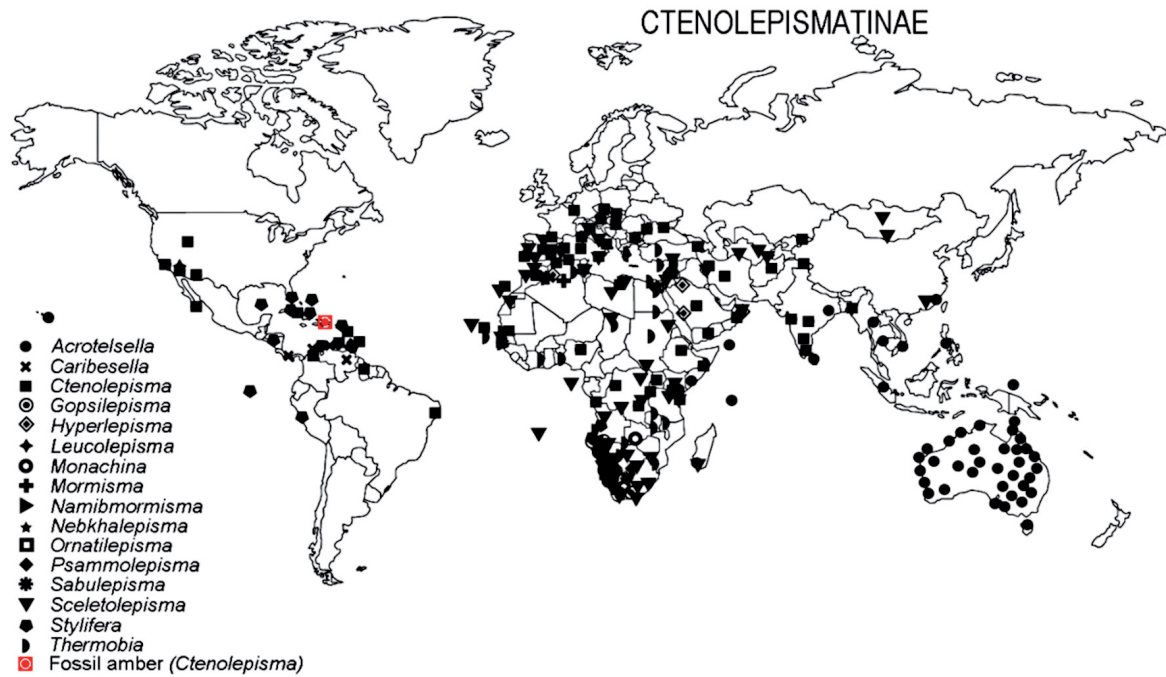 CTENOLEPISMATINAE
Acrotelsella
Caribesella
Ctenolepisma
Gopsilepisma
Hyperlepisma
Leucolepisma
Monachina
Mormisma
Namibmormisma
Nebkhalepisma
Ornatilepisma
Psammolepisma
Sabulepisma
Sceletolepisma
Stylifera
Thermobia
Fossil amber (Ctenolepisma)